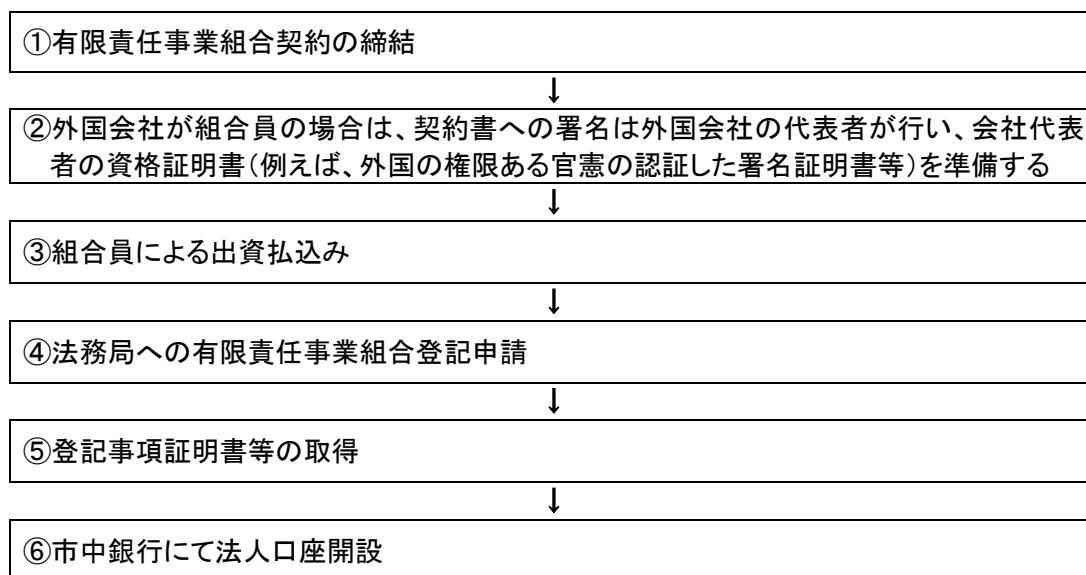 ①有限責任事業組合契約の締結
↓
②外国会社が組合員の場合は、契約書への署名は外国会社の代表者が行い、会社代表
者の資格証明書(例えば、外国の権限ある官憲の認証した署名証明書等)を準備する
↓
③組合員による出資払込み
↓
④法務局への有限責任事業組合登記申請
↓
⑤登記事項証明書等の取得
↓
⑥市中銀行にて法人口座開設